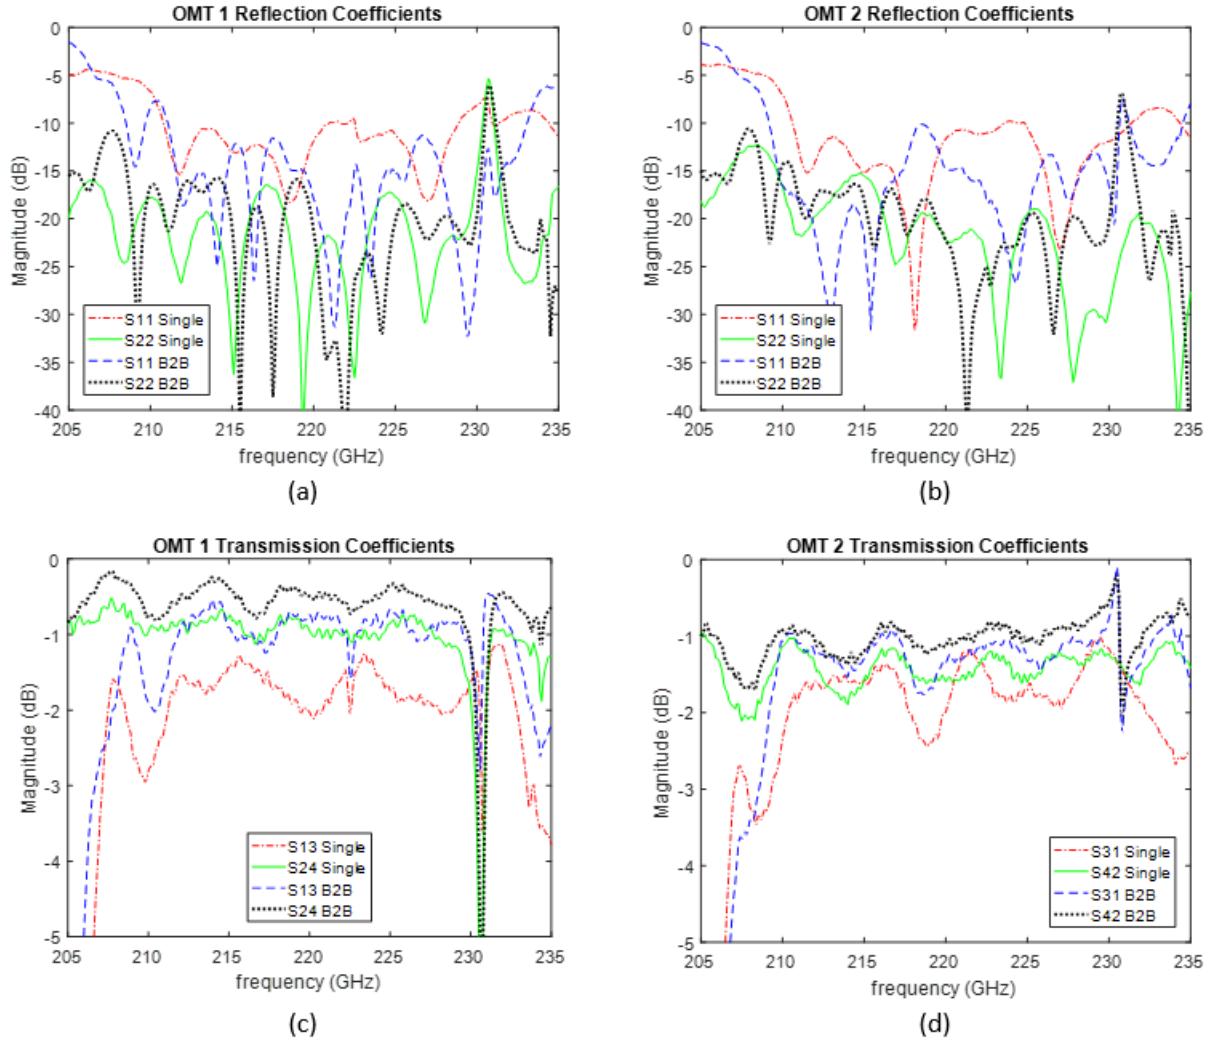 OMT 1 Reflection Coefficients
0
-5
-10
-15
-20
-25
-30
-35
-40
Magnitude (dB)
S11 Single
S22 Single
S11 B2B
S22 B2B
205 210 215 220 225 230 235
frequency (GHz)
(a)
OMT 2 Reflection Coefficients
0
-5
-10
-15
-20
-25
-30
-35
-40
Magnitude (dB)
S11 Single
S22 Single
S11 B2B
S22 B2B
205 210 215 220 225 230 235
frequency (GHz)
(b)
OMT 1 Transmission Coefficients
0
-1
-2
-3
-4
-5
Magnitude (dB)
S13 Single
S24 Single
S13 B2B
S24 B2B
205 210 215 220 225 230 235
frequency (GHz)
(c)
OMT 2 Transmission Coefficients
0
-1
-2
-3
-4
-5
Magnitude (dB)
S31 Single
S42 Single
S31 B2B
S42 B2B
205 210 215 220 225 230 235
frequency (GHz)
(d)